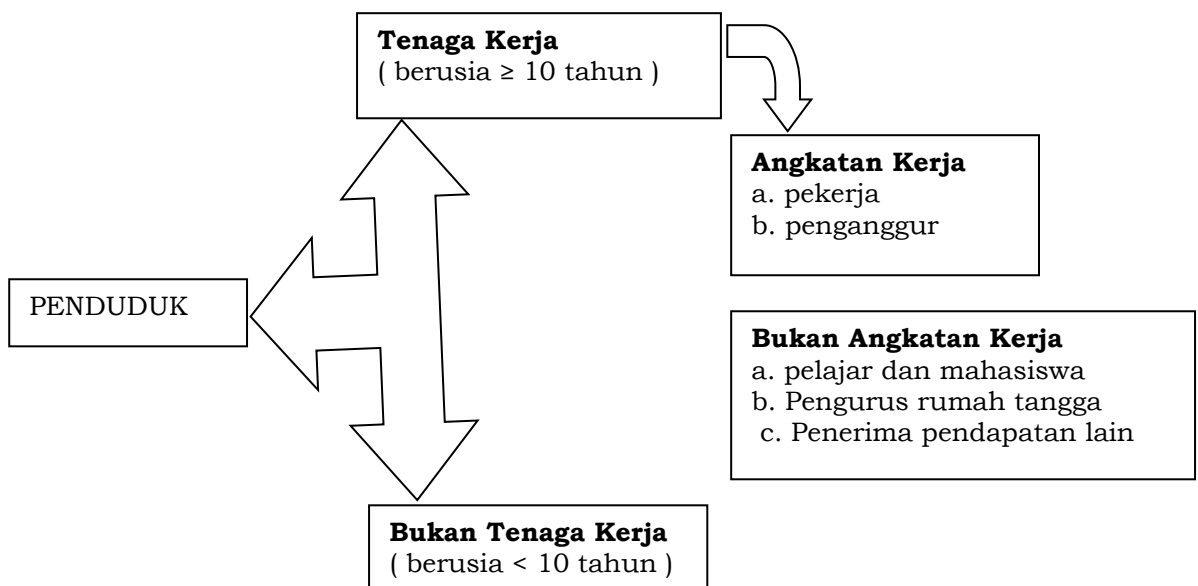 Tenaga Kerja
( berusia ≥ 10 tahun )
Angkatan Kerja
a. pekerja
b. penganggur
PENDUDUK
Bukan Angkatan Kerja
a. pelajar dan mahasiswa
b. Pengurus rumah tangga
c. Penerima pendapatan lain
Bukan Tenaga Kerja
( berusia < 10 tahun )